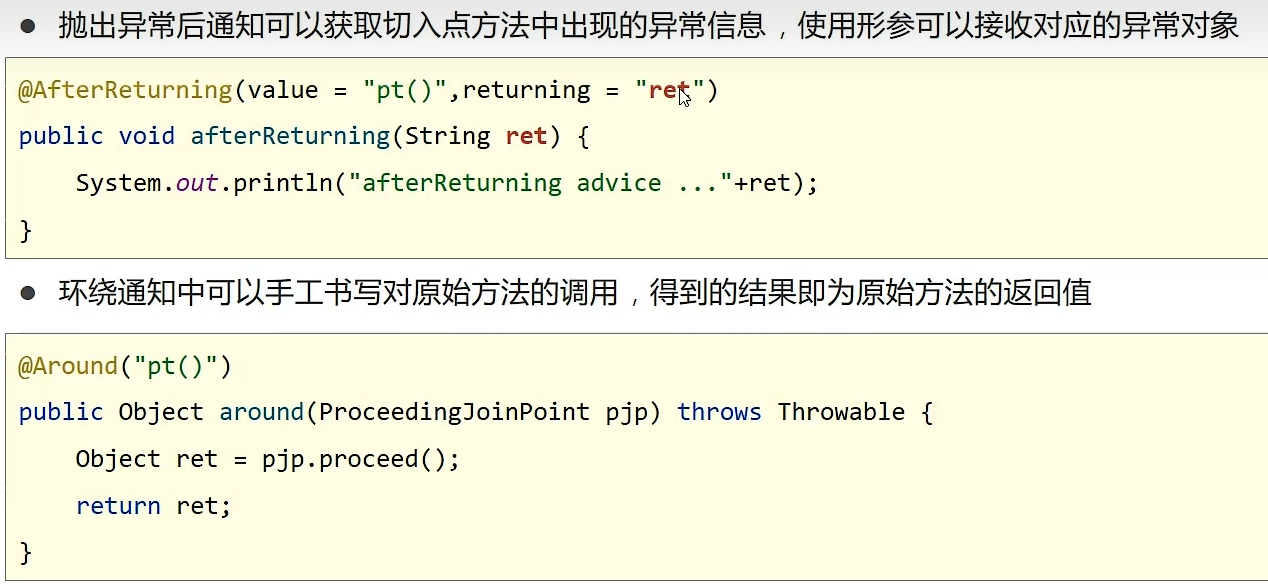 ● 抛出异常后通知可以获取切入点方法中出现的异常信息，使用形参可以接收对应的异常对象
@AfterReturning(value = "pt()",returning = "ret")
public void afterReturning(String ret) {
    System.out.println("afterReturning advice ..."+ret);
}
● 环绕通知中可以手工书写对原始方法的调用，得到的结果即为原始方法的返回值
@Around("pt()")
public Object around(ProceedingJoinPoint pjp) throws Throwable {
    Object ret = pjp.proceed();
    return ret;
}